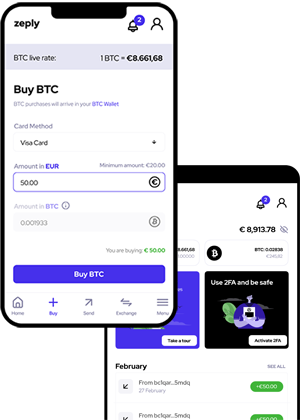 zeply
2
BTC live rate: 1 BTC = €8.661,68
Buy BTC
BTC purchases will arrive in your BTC Wallet
Card Method
Visa Card
Amount in EUR Minimum amount: €20.00
50.00
Amount in BTC
0.001933
You are buying: € 50.00
Buy BTC
Home Buy Send Exchange Menu
2
€ 8,913.78
8.661,68 BTC: 0.02838
€245,82
Use 2FA and be safe
Take a tour Activate 2FA
February SEE ALL
From bc1qar...5mdq +€50.00
27 February
From bc1qar...5mdq +€50.00